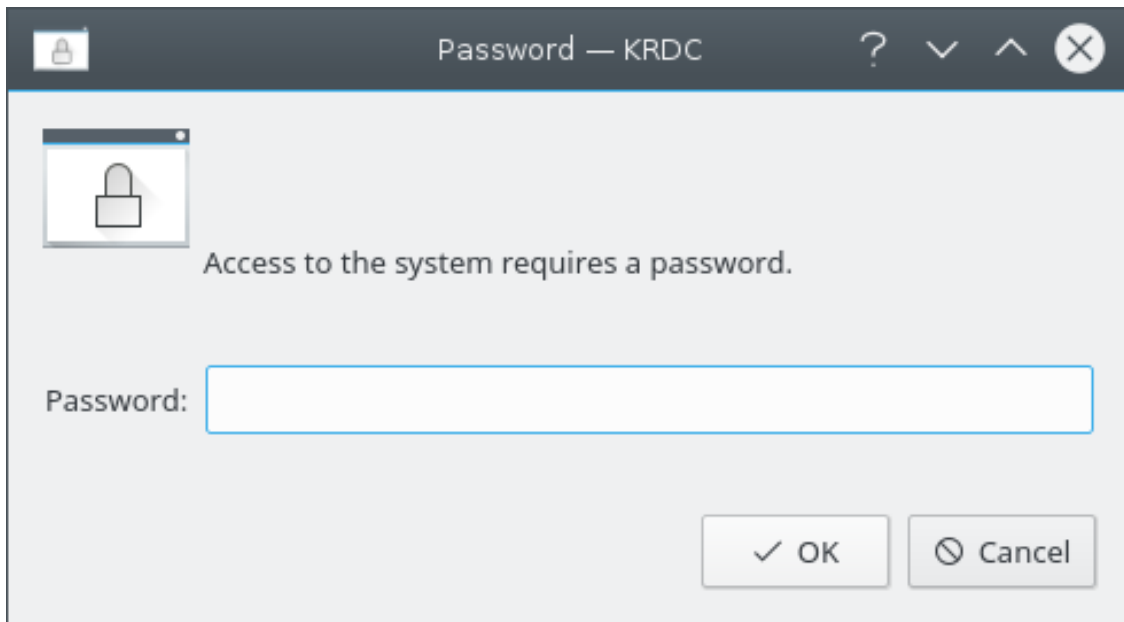 Password — KRDC
Access to the system requires a password.
Password:
OK
Cancel